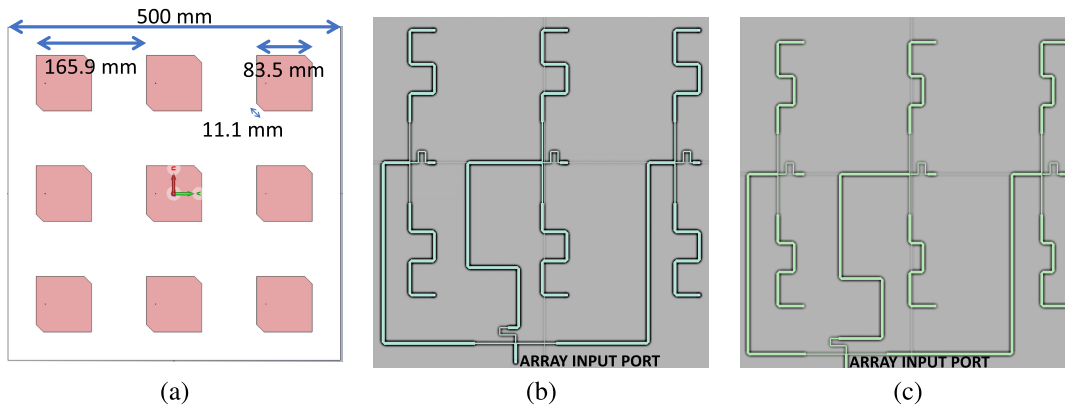 500 mm
165.9 mm
83.5 mm
11.1 mm
ARRAY INPUT PORT
ARRAY INPUT PORT
(a)
(b)
(c)